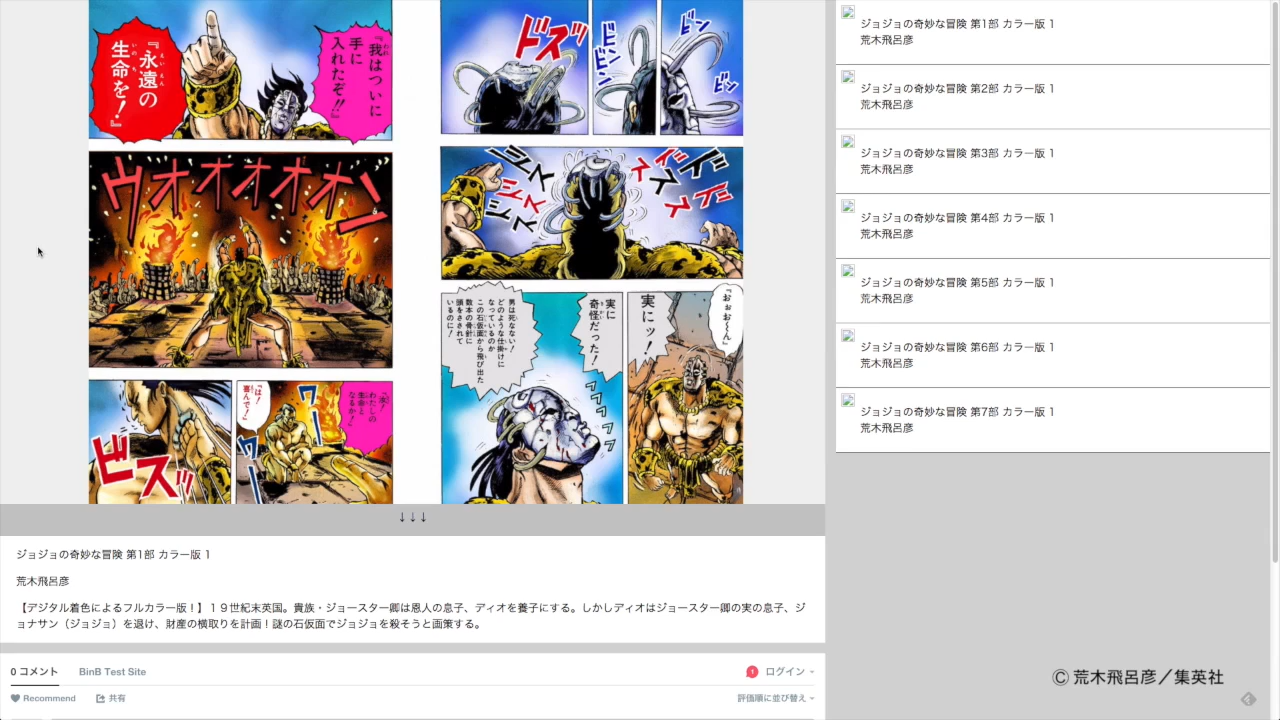 ドスッ
ビンビン
ビン
ビン
ドスドスドスドスドスドス
『おぉお〜ん』
実にッ！
実に
奇怪だった！
男は死なない！
どのような仕掛けに
なっているのか
この石仮面から飛び出た
数本の骨針に
頭をさされて
いるのに！
『我はついに
手に
入れたぞ!!
『永遠の
生命を！』
ウオオオオオン
わたしの
生命と
なるか！』
『は！
喜んで！』
ワー
ワー
ビスッ
↓↓↓
ジョジョの奇妙な冒険 第1部 カラー版 1
荒木飛呂彦
【デジタル着色によるフルカラー版！】１９世紀末英国。貴族・ジョースター卿は恩人の息子、ディオを養子にする。しかしディオはジョースター卿の実の息子、ジ
ョナサン（ジョジョ）を退け、財産の横取りを計画！謎の石仮面でジョジョを殺そうと画策する。
0 コメント
BinB Test Site
1
ログイン
Recommend
共有
評価順に並び替え
ジョジョの奇妙な冒険 第1部 カラー版 1
荒木飛呂彦
ジョジョの奇妙な冒険 第2部 カラー版 1
荒木飛呂彦
ジョジョの奇妙な冒険 第3部 カラー版 1
荒木飛呂彦
ジョジョの奇妙な冒険 第4部 カラー版 1
荒木飛呂彦
ジョジョの奇妙な冒険 第5部 カラー版 1
荒木飛呂彦
ジョジョの奇妙な冒険 第6部 カラー版 1
荒木飛呂彦
ジョジョの奇妙な冒険 第7部 カラー版 1
荒木飛呂彦
Ⓒ 荒木飛呂彦／集英社